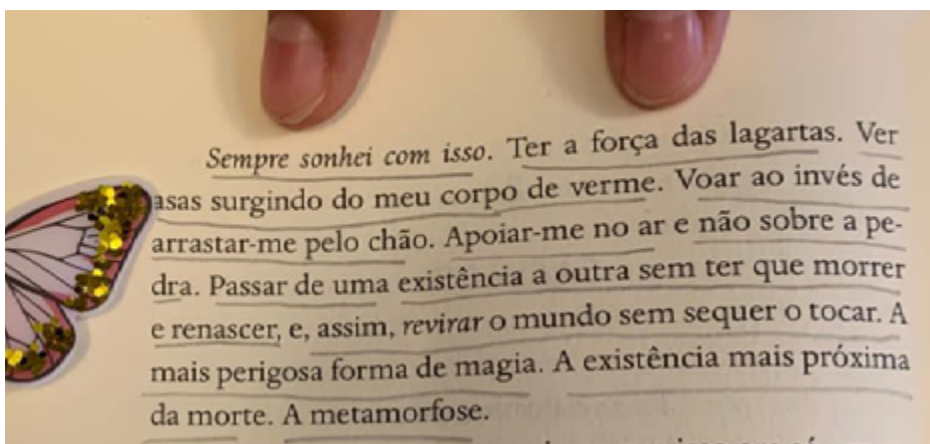 Sempre sonhei com isso. Ter a força das lagartas. Ver
asas surgindo do meu corpo de verme. Voar ao invés de
arrastar-me pelo chão. Apoiar-me no ar e não sobre a pe-
dra. Passar de uma existência a outra sem ter que morrer
e renascer, e, assim, revirar o mundo sem sequer o tocar. A
mais perigosa forma de magia. A existência mais próxima
da morte. A metamorfose.